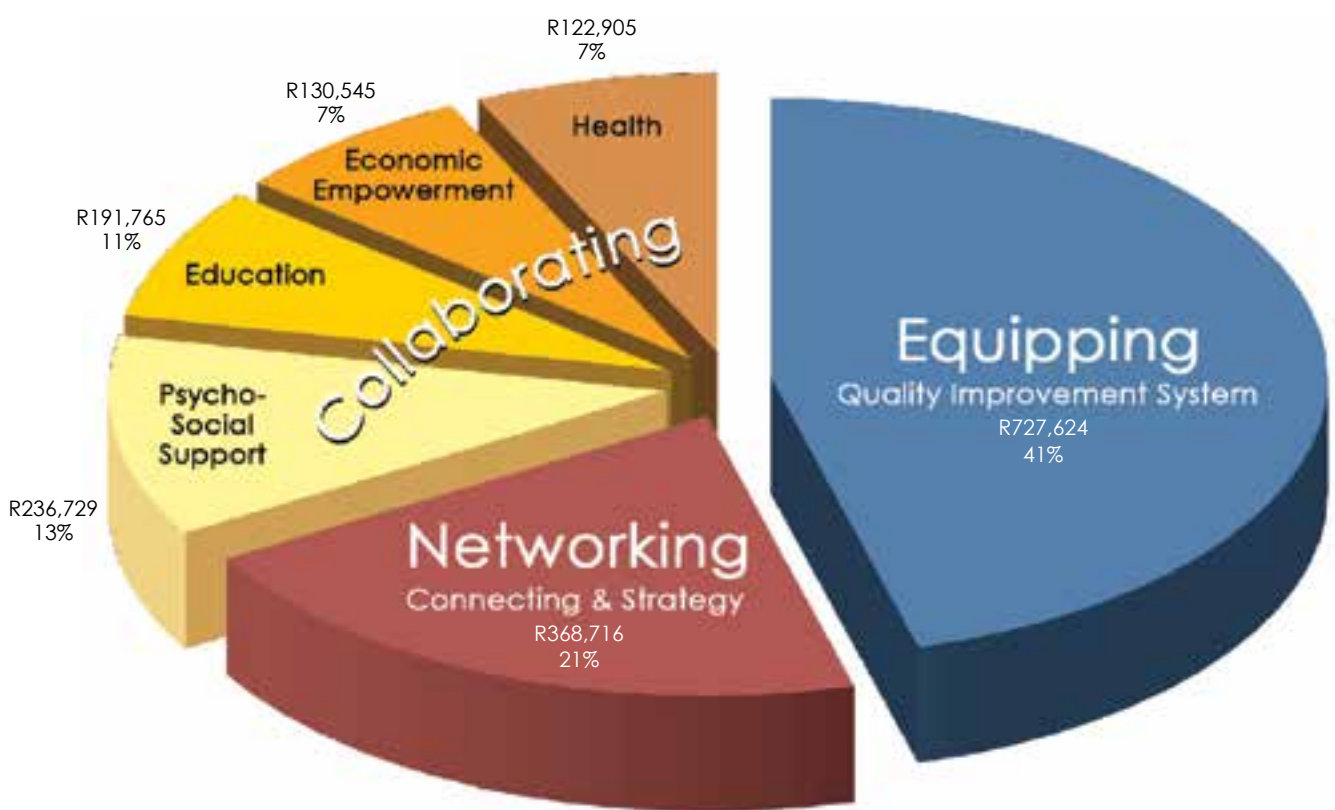 R122,905
7%
Health
R130,545
7%
Economic
Empowerment
R191,765
11%
Education
Collaborating
Psycho-
Social
Support
R236,729
13%
Equipping
Quality Improvement System
R727,624
41%
Networking
Connecting & Strategy
R368,716
21%